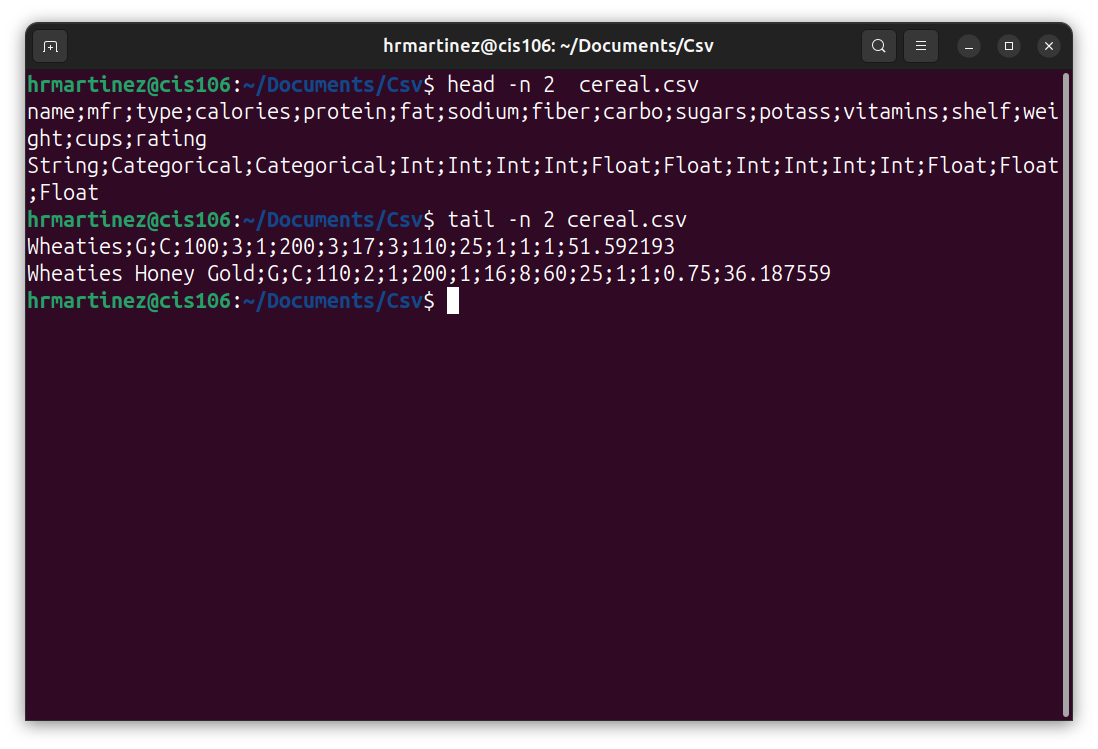 hrmartinez@cis106: ~/Documents/Csv
hrmartinez@cis106:~/Documents/Csv$ head -n 2  cereal.csv
name;mfr;type;calories;protein;fat;sodium;fiber;carbo;sugars;potass;vitamins;shelf;wei
ght;cups;rating
String;Categorical;Categorical;Int;Int;Int;Int;Float;Float;Int;Int;Int;Int;Float;Float
;Float
hrmartinez@cis106:~/Documents/Csv$ tail -n 2 cereal.csv
Wheaties;G;C;100;3;1;200;3;17;3;110;25;1;1;1;51.592193
Wheaties Honey Gold;G;C;110;2;1;200;1;16;8;60;25;1;1;0.75;36.187559
hrmartinez@cis106:~/Documents/Csv$